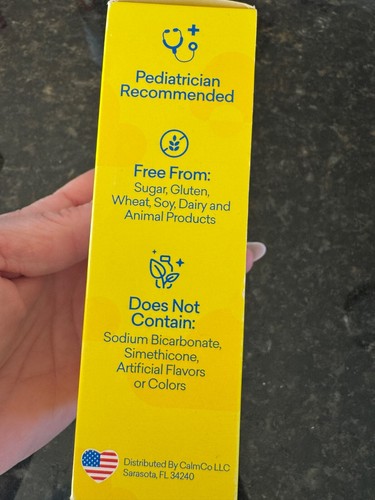 Pediatrician
Recommended
Free From:
Sugar, Gluten,
Wheat, Soy, Dairy and
Animal Products
Does Not
Contain:
Sodium Bicarbonate,
Simethicone,
Artificial Flavors
or Colors
Distributed By CalmCo LLC
Sarasota, FL 34240